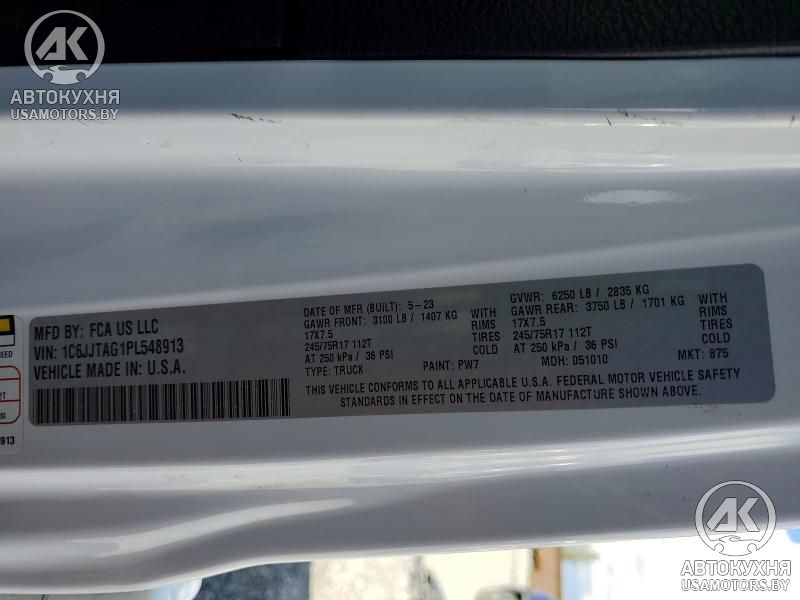 AK
АВТОКУХНЯ
USAMOTORS.BY
MFD BY: FCA US LLC
VIN: 1C6JJTAG1PL548913
VEHICLE MADE IN: U.S.A.
DATE OF MFR (BUILT): 5-23
GAWR FRONT: 3100 LB / 1407 KG WITH
17X7.5 RIMS
245/75R17 112T TIRES
AT 250 kPa / 36 PSI COLD
TYPE: TRUCK PAINT: PW7
GVWR: 6250 LB / 2835 KG
GAWR REAR: 3750 LB / 1701 KG WITH
17X7.5 RIMS
245/75R17 112T TIRES
AT 250 kPa / 36 PSI COLD
MDH: 051010 MKT: 875
THIS VEHICLE CONFORMS TO ALL APPLICABLE U.S.A. FEDERAL MOTOR VEHICLE SAFETY
STANDARDS IN EFFECT ON THE DATE OF MANUFACTURE SHOWN ABOVE.
EED
2T
SI
913
AK
АВТОКУХНЯ
USAMOTORS.BY